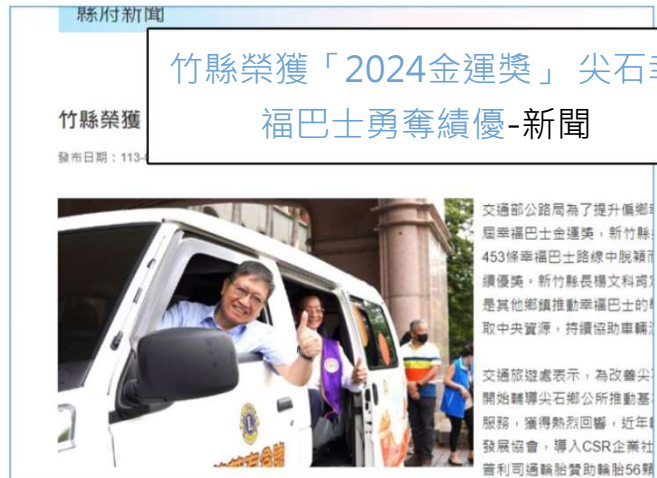 縣府新聞
竹縣榮獲「2024金運獎」 尖石幸
福巴士勇奪績優-新聞
竹縣榮獲
發布日期：113-
交通部公路局為了提升偏鄉
屆幸福巴士金運獎，新竹縣
453條幸福巴士路線中脫穎而
績優獎。新竹縣長楊文科肯定
是其他鄉鎮推動幸福巴士的
取中央資源，持續協助車輛
交通旅遊處表示，為改善尖
開始輔導尖石鄉公所推動基
服務，獲得熱烈回響，近年
發展協會，導入CSR企業社
普利司通輪胎贊助輪胎56顆